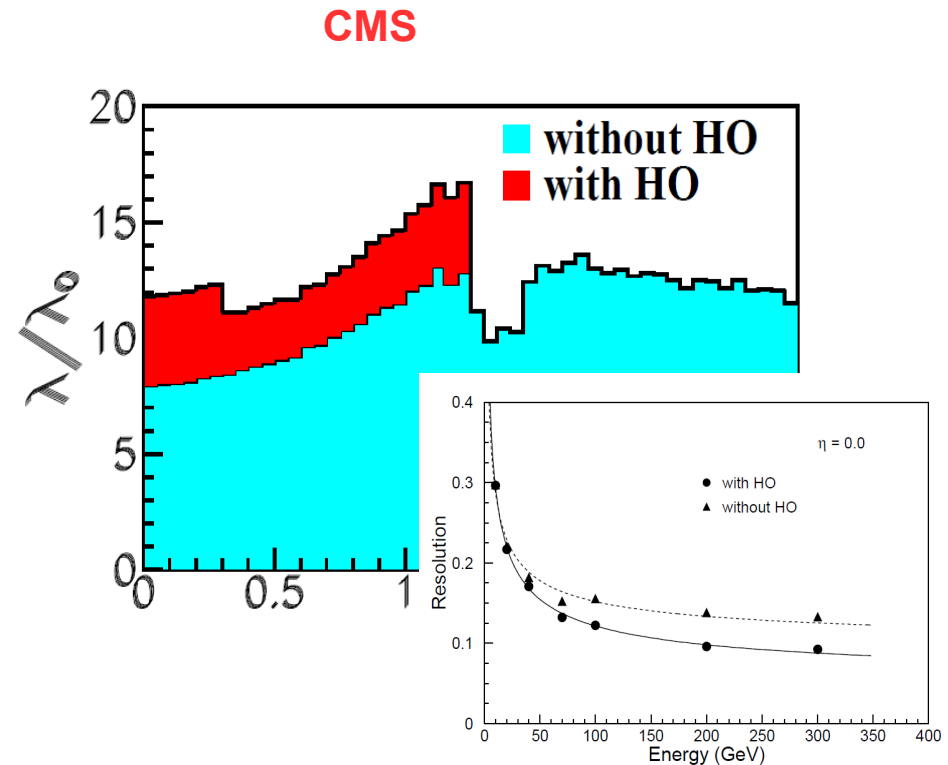 CMS
20
without HO
with HO
15
λ/λ₀
10
5
0
0
0.5
1
0.4
η = 0.0
0.3
with HO
without HO
Resolution
0.2
0.1
0
0 50 100 150 200 250 300 350 400
Energy (GeV)